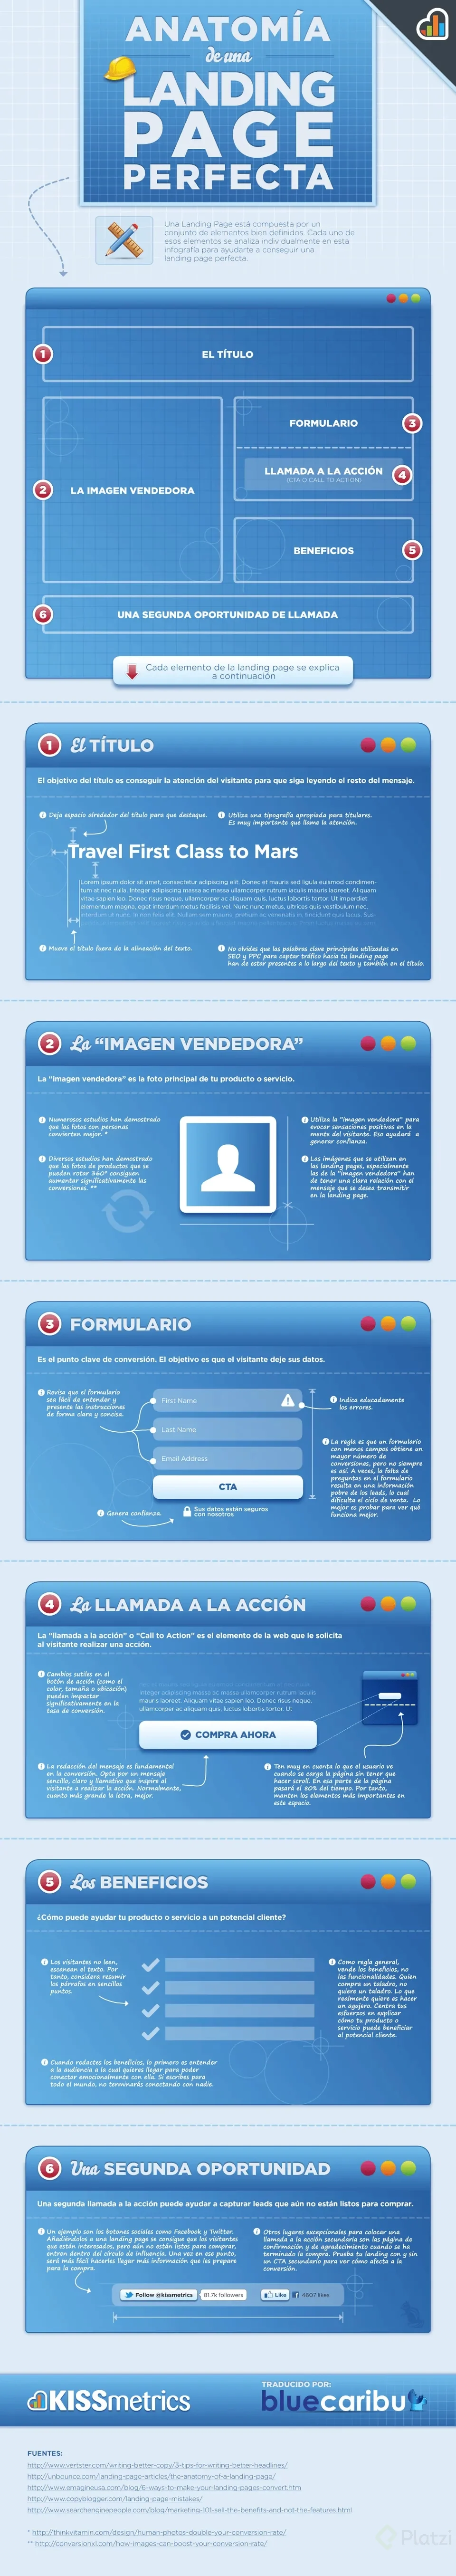 ANATOMÍA
de una
LANDING
PAGE
PERFECTA
Una Landing Page está compuesta por un
conjunto de elementos bien definidos. Cada uno de
esos elementos se analiza individualmente en esta
infografía para ayudarte a conseguir una
landing page perfecta.
1
EL TÍTULO
FORMULARIO
3
LLAMADA A LA ACCIÓN
(CTA O CALL TO ACTION)
4
2
LA IMAGEN VENDEDORA
BENEFICIOS
5
6
UNA SEGUNDA OPORTUNIDAD DE LLAMADA
Cada elemento de la landing page se explica
a continuación
1 El TÍTULO
El objetivo del título es conseguir la atención del visitante para que siga leyendo el resto del mensaje.
Deja espacio alrededor del título para que destaque.
Utiliza una tipografía apropiada para titulares.
Es muy importante que llame la atención.
Travel First Class to Mars
Lorem ipsum dolor sit amet, consectetur adipiscing elit. Donec et mauris sed ligula euismod condimen-
tum at nec nulla. Integer adipiscing massa ac massa ullamcorper rutrum iaculis mauris laoreet. Aliquam
vitae sapien leo. Donec risus neque, ullamcorper ac aliquam quis, luctus lobortis tortor. Ut imperdiet
elementum magna, eget interdum metus facilisis vel. Nunc nunc metus, ultrices quis vestibulum nec,
Mueve el título fuera de la alineación del texto.
No olvides que las palabras clave principales utilizadas en
SEO y PPC para captar tráfico hacia tu landing page
han de estar presentes a lo largo del texto y también en el título.
2 La “IMAGEN VENDEDORA”
La “imagen vendedora” es la foto principal de tu producto o servicio.
Numerosos estudios han demostrado
que las fotos con personas
convierten mejor. *
Diversos estudios han demostrado
que las fotos de productos que se
pueden rotar 360º consiguen
aumentar significativamente las
conversiones. **
Utiliza la "imagen vendedora" para
evocar sensaciones positivas en la
mente del visitante. Eso ayudará a
generar confianza.
Las imágenes que se utilizan en
las landing pages, especialmente
las de la "imagen vendedora" han
de tener una clara relación con el
mensaje que se desea transmitir
en la landing page.
3 FORMULARIO
Es el punto clave de conversión. El objetivo es que el visitante deje sus datos.
Revisa que el formulario
sea fácil de entender y
presente las instrucciones
de forma clara y concisa.
First Name
Last Name
Email Address
CTA
Genera confianza.
Sus datos están seguros
con nosotros
Indica educadamente
los errores.
La regla es que un formulario
con menos campos obtiene un
mayor número de
conversiones, pero no siempre
es así. A veces, la falta de
preguntas en el formulario
resulta en una información
pobre de los leads, lo cual
dificulta el ciclo de venta. Lo
mejor es probar para ver qué
funciona mejor.
4 La LLAMADA A LA ACCIÓN
La “llamada a la acción” o “Call to Action” es el elemento de la web que le solicita
al visitante realizar una acción.
Cambios sutiles en el
botón de acción (como el
color, tamaño o ubicación)
pueden impactar
significativamente en la
tasa de conversión.
integer adipiscing massa ac massa ullamcorper rutrum iaculis
mauris laoreet. Aliquam vitae sapien leo. Donec risus neque,
ullamcorper ac aliquam quis, luctus lobortis tortor. Ut
COMPRA AHORA
La redacción del mensaje es fundamental
en la conversión. Opta por un mensaje
sencillo, claro y llamativo que inspire al
visitante a realizar la acción. Normalmente,
cuanto más grande la letra, mejor.
Ten muy en cuenta lo que el usuario ve
cuando se carga la página sin tener que
hacer scroll. En esa parte de la página
pasará el 80% del tiempo. Por tanto,
manten los elementos más importantes en
este espacio.
5 Los BENEFICIOS
¿Cómo puede ayudar tu producto o servicio a un potencial cliente?
Los visitantes no leen,
escanean el texto. Por
tanto, considera resumir
los párrafos en sencillos
puntos.
Como regla general,
vende los beneficios, no
las funcionalidades. Quien
compra un taladro, no
quiere un taladro. Lo que
realmente quiere es hacer
un agujero. Centra tus
esfuerzos en explicar
cómo tu producto o
servicio puede beneficiar
al potencial cliente.
Cuando redactes los beneficios, lo primero es entender
a la audiencia a la cual quieres llegar para poder
conectar emocionalmente con ella. Si escribes para
todo el mundo, no terminarás conectando con nadie.
6 Una SEGUNDA OPORTUNIDAD
Una segunda llamada a la acción puede ayudar a capturar leads que aún no están listos para comprar.
Un ejemplo son los botones sociales como Facebook y Twitter.
Añadiéndolos a una landing page se consigue que los visitantes
que están interesados, pero aún no están listos para comprar,
entren dentro del círculo de influencia. Una vez en ese punto,
será más fácil hacerles llegar más información que les prepare
para la compra.
Otros lugares excepcionales para colocar una
llamada a la acción secundaria son las página de
confirmación y de agradecimiento cuando se ha
terminado la compra. Prueba tu landing con y sin
un CTA secundario para ver cómo afecta a la
conversión.
Follow @kissmetrics
81.7k followers
Like
4607 likes
KISSmetrics
TRADUCIDO POR:
bluecaribu
FUENTES:
http://www.vertster.com/writing-better-copy/3-tips-for-writing-better-headlines/
http://unbounce.com/landing-page-articles/the-anatomy-of-a-landing-page/
http://www.emagineusa.com/blog/6-ways-to-make-your-landing-pages-convert.htm
http://www.copyblogger.com/landing-page-mistakes/
http://www.searchenginepeople.com/blog/marketing-101-sell-the-benefits-and-not-the-features.html
* http://thinkvitamin.com/design/human-photos-double-your-conversion-rate/
** http://conversionxl.com/how-images-can-boost-your-conversion-rate/
Platzi